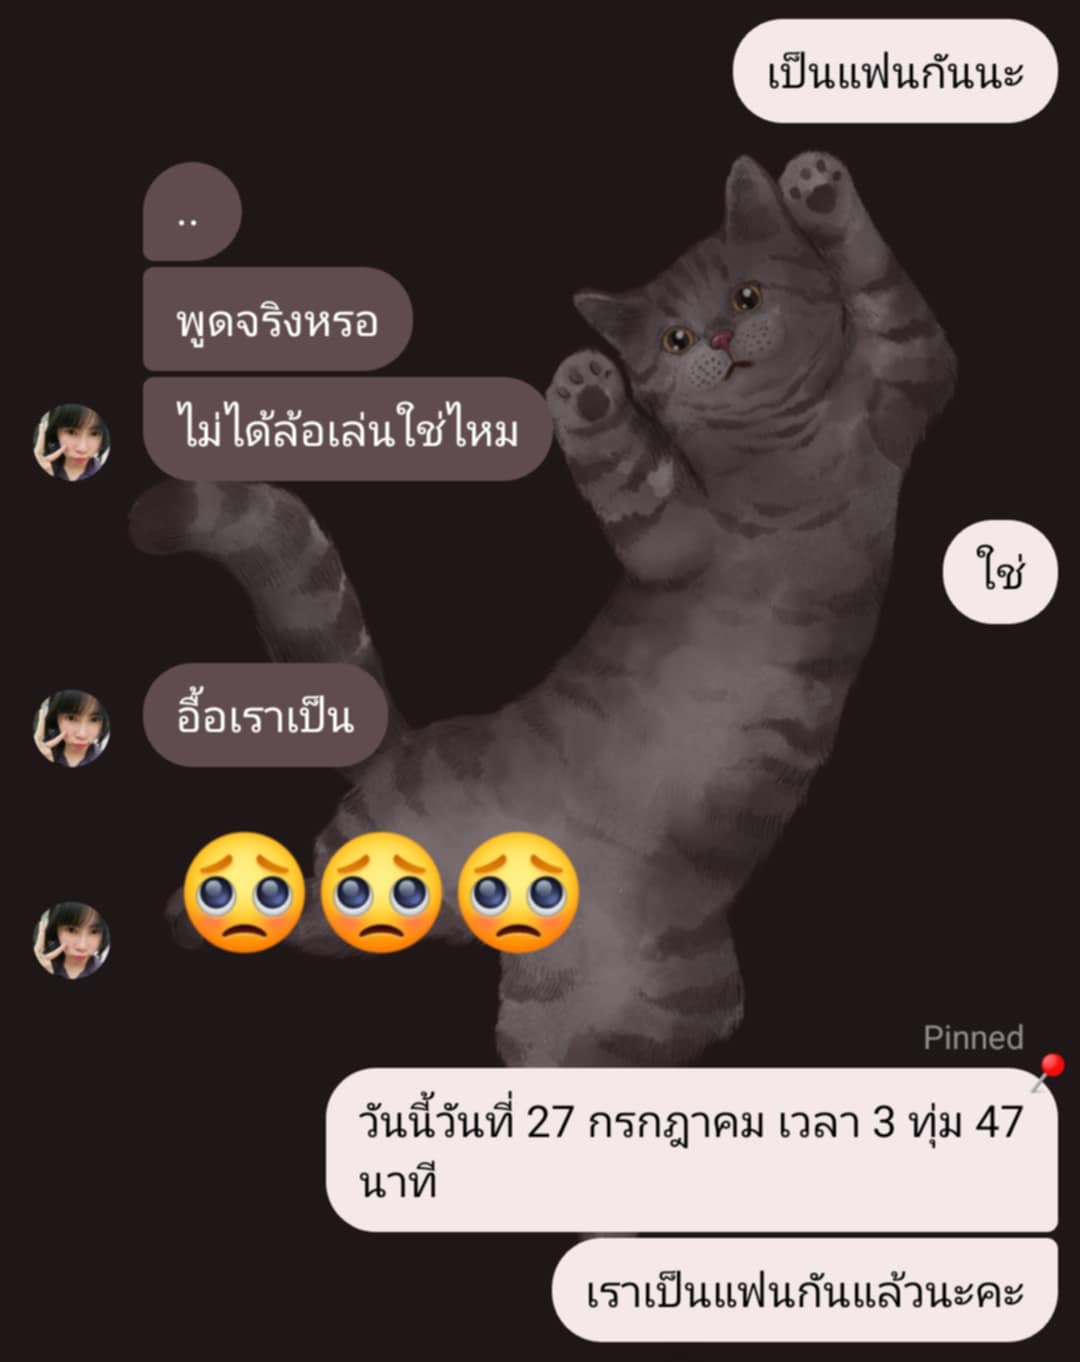 เป็นแฟนกันนะ
..
พูดจริงหรอ
ไม่ได้ล้อเล่นใช่ไหม
ใช่
อื้อเราเป็น
🥺🥺🥺
Pinned
วันนี้วันที่ 27 กรกฎาคม เวลา 3 ทุ่ม 47
นาที
เราเป็นแฟนกันแล้วนะคะ